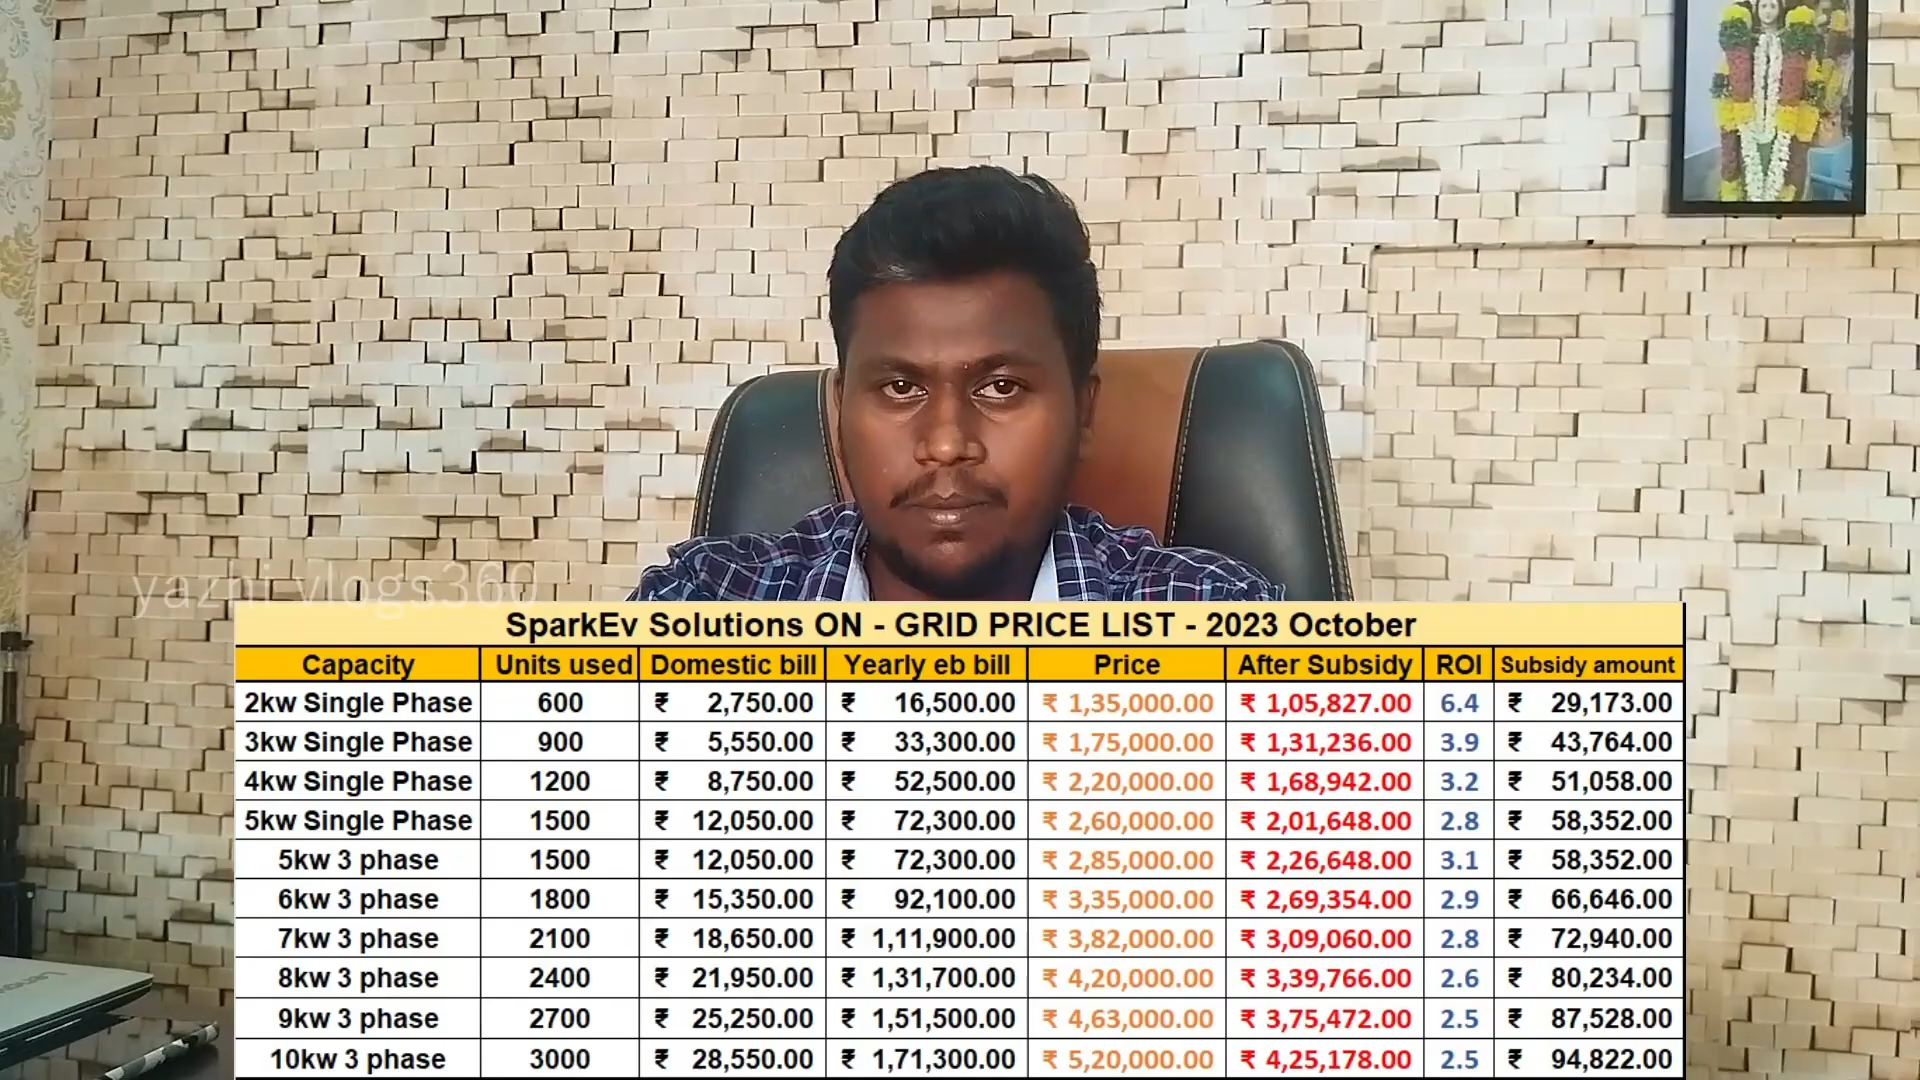 yazhi vlogs360
SparkEv Solutions ON - GRID PRICE LIST - 2023 October
Capacity Units used Domestic bill Yearly eb bill Price After Subsidy ROI Subsidy amount
2kw Single Phase 600 ₹ 2,750.00 ₹ 16,500.00 ₹ 1,35,000.00 ₹ 1,05,827.00 6.4 ₹ 29,173.00
3kw Single Phase 900 ₹ 5,550.00 ₹ 33,300.00 ₹ 1,75,000.00 ₹ 1,31,236.00 3.9 ₹ 43,764.00
4kw Single Phase 1200 ₹ 8,750.00 ₹ 52,500.00 ₹ 2,20,000.00 ₹ 1,68,942.00 3.2 ₹ 51,058.00
5kw Single Phase 1500 ₹ 12,050.00 ₹ 72,300.00 ₹ 2,60,000.00 ₹ 2,01,648.00 2.8 ₹ 58,352.00
5kw 3 phase 1500 ₹ 12,050.00 ₹ 72,300.00 ₹ 2,85,000.00 ₹ 2,26,648.00 3.1 ₹ 58,352.00
6kw 3 phase 1800 ₹ 15,350.00 ₹ 92,100.00 ₹ 3,35,000.00 ₹ 2,69,354.00 2.9 ₹ 66,646.00
7kw 3 phase 2100 ₹ 18,650.00 ₹ 1,11,900.00 ₹ 3,82,000.00 ₹ 3,09,060.00 2.8 ₹ 72,940.00
8kw 3 phase 2400 ₹ 21,950.00 ₹ 1,31,700.00 ₹ 4,20,000.00 ₹ 3,39,766.00 2.6 ₹ 80,234.00
9kw 3 phase 2700 ₹ 25,250.00 ₹ 1,51,500.00 ₹ 4,63,000.00 ₹ 3,75,472.00 2.5 ₹ 87,528.00
10kw 3 phase 3000 ₹ 28,550.00 ₹ 1,71,300.00 ₹ 5,20,000.00 ₹ 4,25,178.00 2.5 ₹ 94,822.00